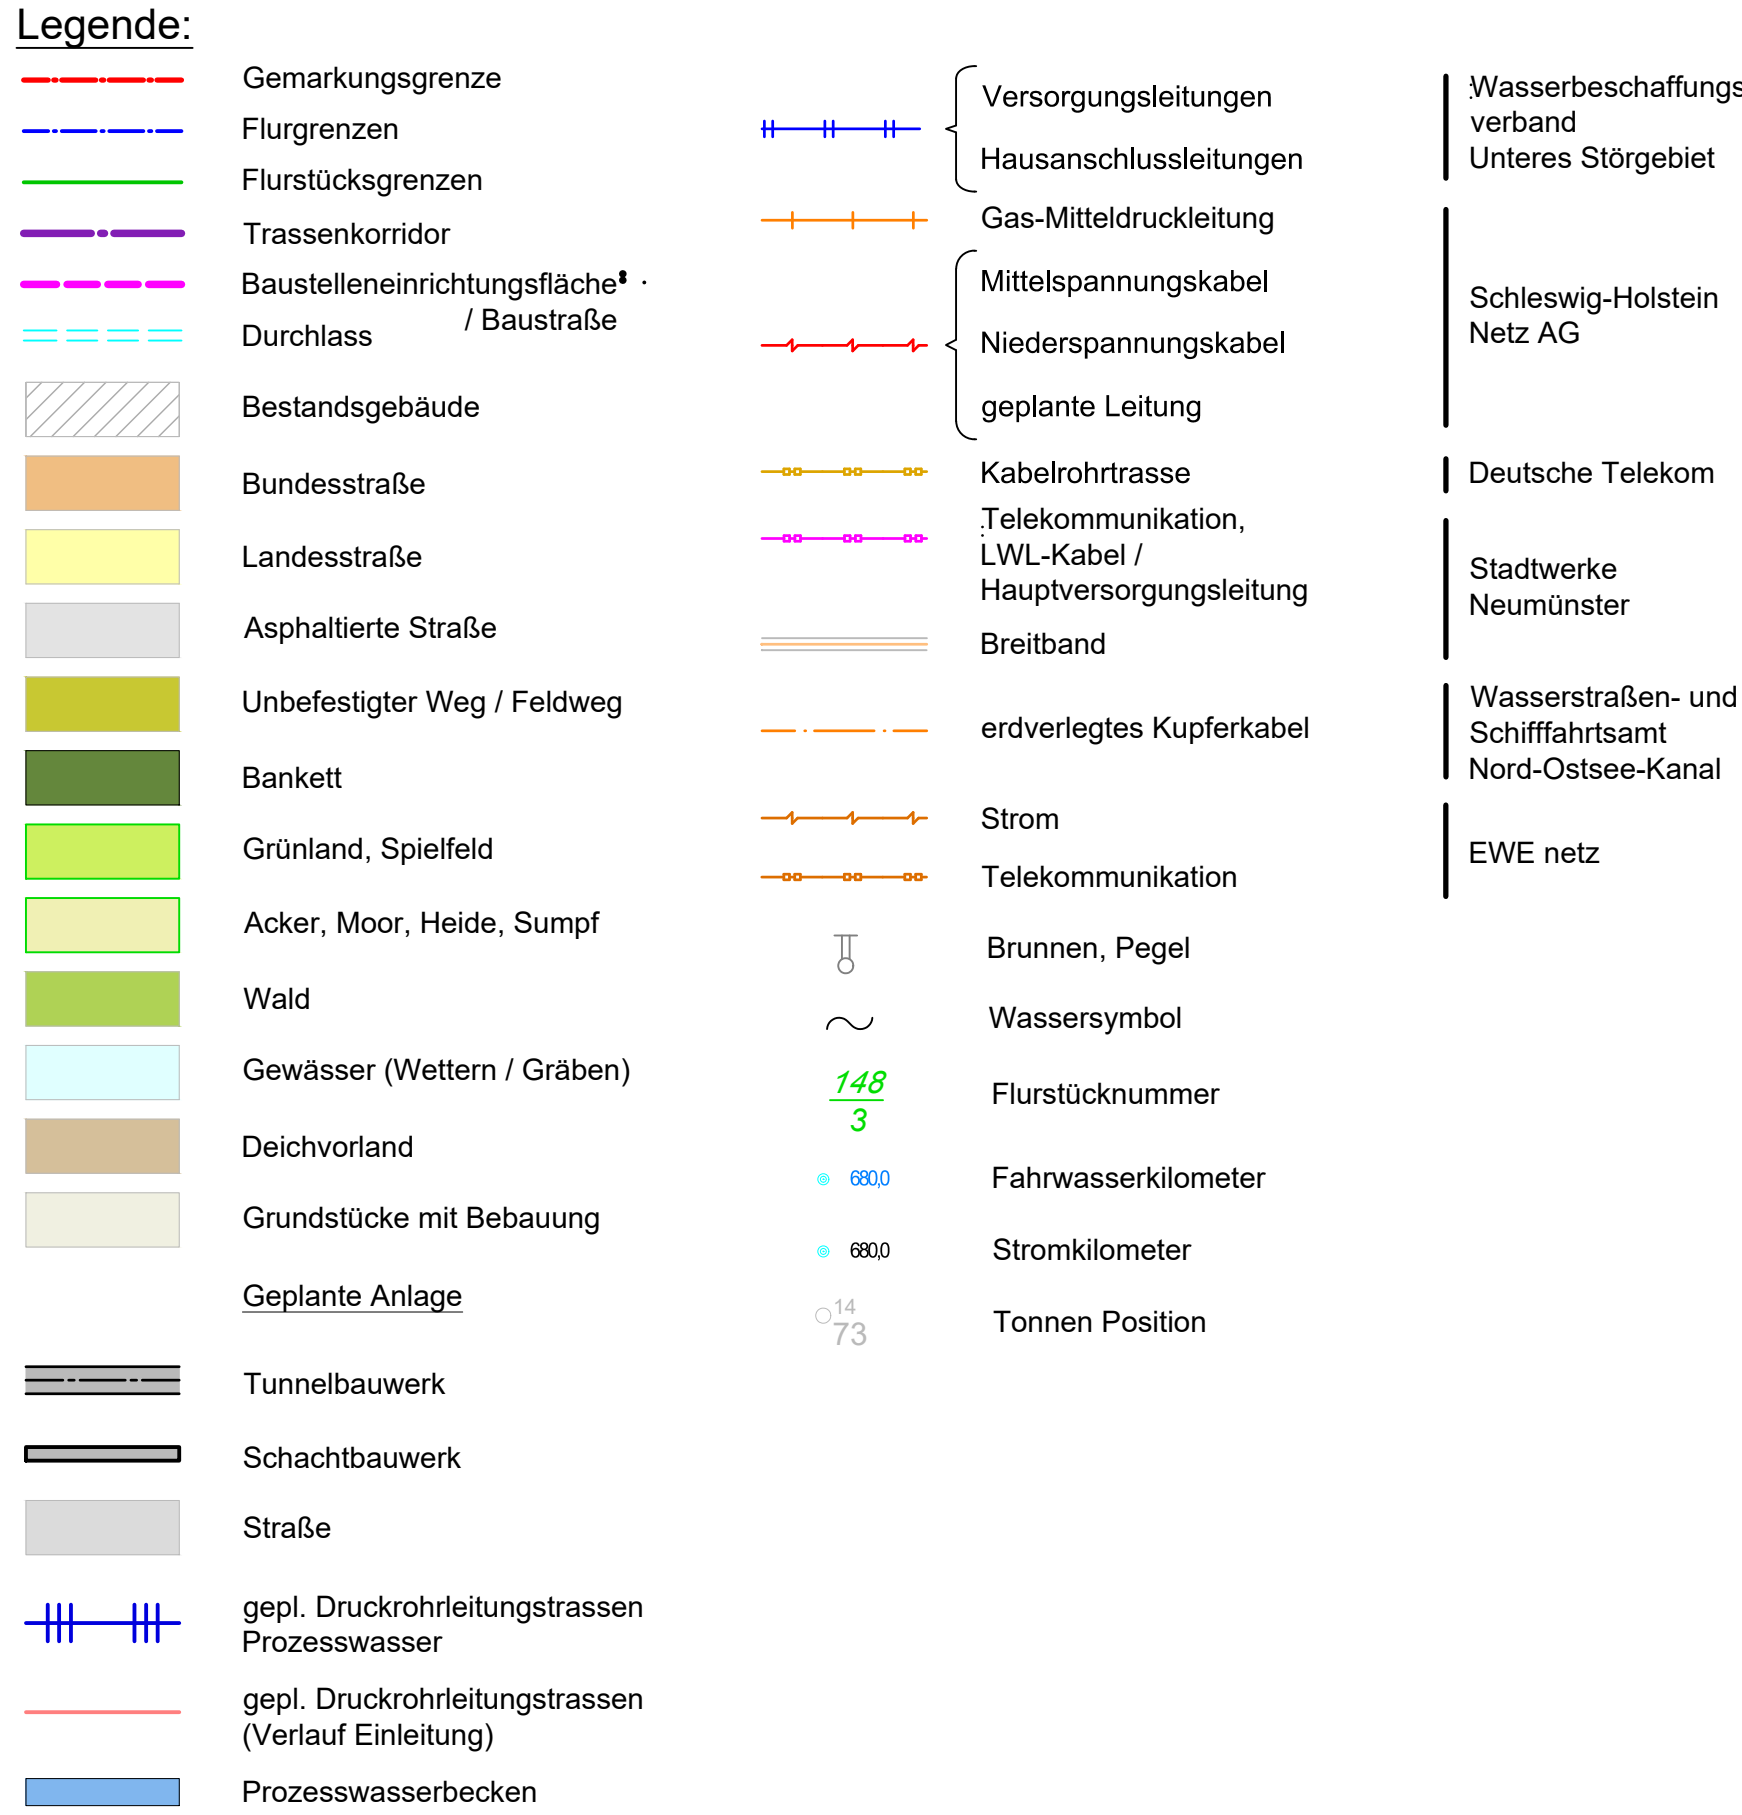 Legende:
Gemarkungsgrenze
Flurgrenzen
Flurstücksgrenzen
Trassenkorridor
Baustelleneinrichtungsfläche
/ Baustraße
Durchlass
Bestandsgebäude
Bundesstraße
Landesstraße
Asphaltierte Straße
Unbefestigter Weg / Feldweg
Bankett
Grünland, Spielfeld
Acker, Moor, Heide, Sumpf
Wald
Gewässer (Wettern / Gräben)
Deichvorland
Grundstücke mit Bebauung
Geplante Anlage
Tunnelbauwerk
Schachtbauwerk
Straße
gepl. Druckrohrleitungstrassen
Prozesswasser
gepl. Druckrohrleitungstrassen
(Verlauf Einleitung)
Prozesswasserbecken
Versorgungsleitungen
Hausanschlussleitungen
Gas-Mitteldruckleitung
Mittelspannungskabel
Niederspannungskabel
geplante Leitung
Kabelrohrtrasse
Telekommunikation,
LWL-Kabel /
Hauptversorgungsleitung
Breitband
erdverlegtes Kupferkabel
Strom
Telekommunikation
Brunnen, Pegel
Wassersymbol
148
3
Flurstücknummer
680,0
Fahrwasserkilometer
680,0
Stromkilometer
14
73
Tonnen Position
Wasserbeschaffungs
verband
Unteres Störgebiet
Schleswig-Holstein
Netz AG
Deutsche Telekom
Stadtwerke
Neumünster
Wasserstraßen- und
Schifffahrtsamt
Nord-Ostsee-Kanal
EWE netz